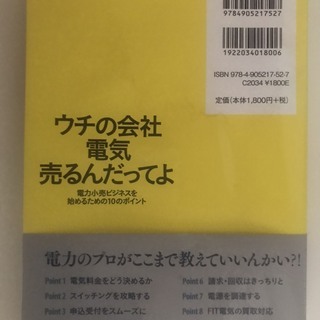 9784905217527
1922034018006
ISBN 978-4-905217-52-7
C2034 ¥1800E
定価(本体1,800円+税)
ウチの会社
電気
売るんだってよ
電力小売ビジネスを
始めるための10のポイント
電力のプロがここまで教えていいんかい?!
Point 1 電気料金をどう決めるか
Point 2 スイッチングを攻略する
Point 3 申込受付をスムーズに
Point 6 請求・回収はきっちりと
Point 7 電源を調達する
Point 8 FIT電気の買取対応